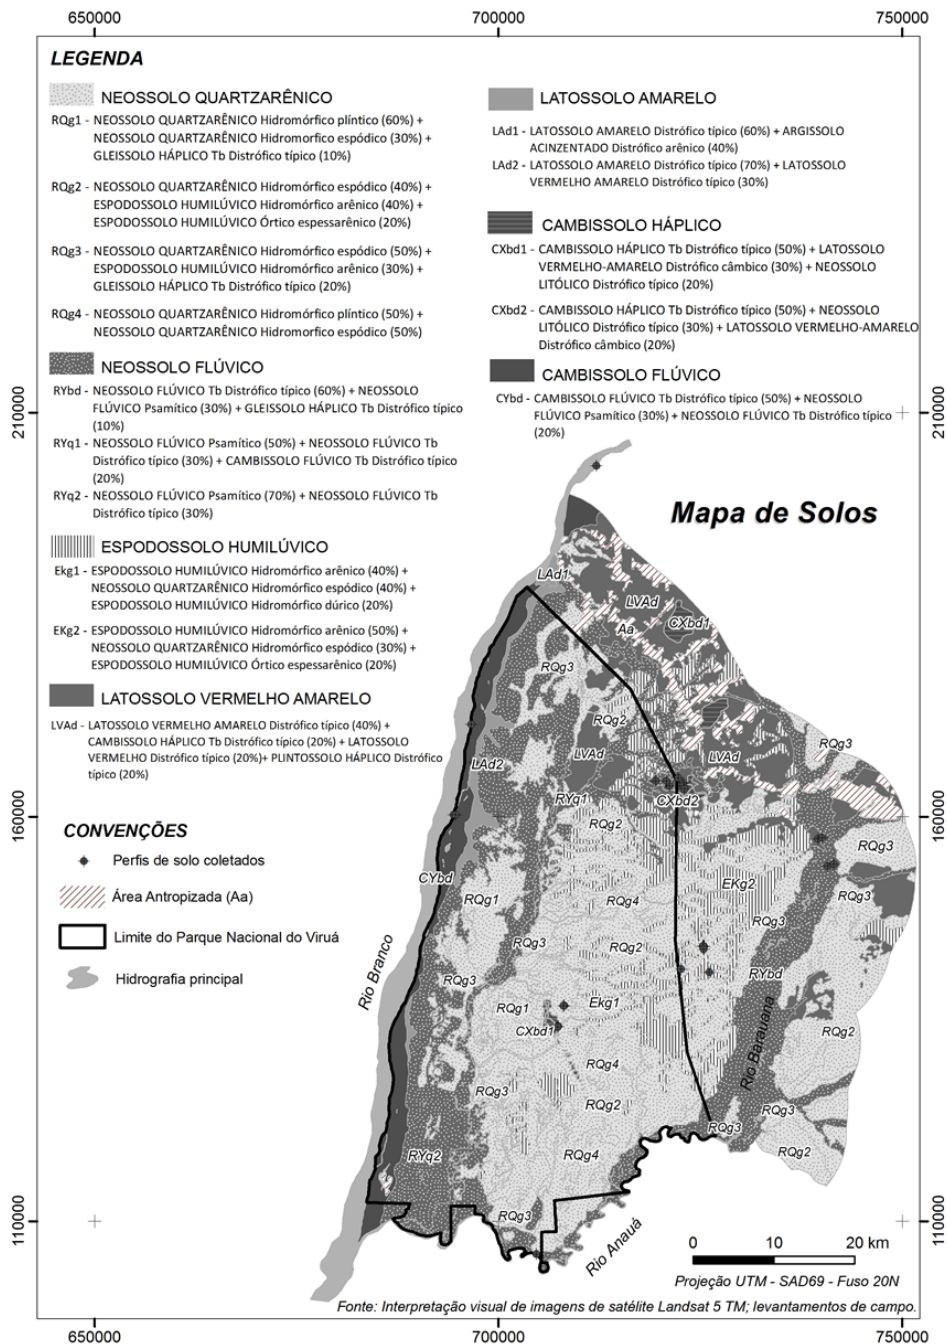 650000
700000
750000
LEGENDA
NEOSSOLO QUARTZARÊNICO
RQg1 - NEOSSOLO QUARTZARÊNICO Hidromórfico plíntico (60%) +
NEOSSOLO QUARTZARÊNICO Hidromórfico espódico (30%) +
GLEISSOLO HÁPLICO Tb Distrófico típico (10%)
RQg2 - NEOSSOLO QUARTZARÊNICO Hidromórfico espódico (40%) +
ESPODOSSOLO HUMILÚVICO Hidromórfico arênico (40%) +
ESPODOSSOLO HUMILÚVICO Órtico espessarênico (20%)
RQg3 - NEOSSOLO QUARTZARÊNICO Hidromórfico espódico (50%) +
ESPODOSSOLO HUMILÚVICO Hidromórfico arênico (30%) +
GLEISSOLO HÁPLICO Tb Distrófico típico (20%)
RQg4 - NEOSSOLO QUARTZARÊNICO Hidromórfico plíntico (50%) +
NEOSSOLO QUARTZARÊNICO Hidromorfico espódico (50%)
NEOSSOLO FLÚVICO
RYbd - NEOSSOLO FLÚVICO Tb Distrófico típico (60%) + NEOSSOLO
FLÚVICO Psamítico (30%) + GLEISSOLO HÁPLICO Tb Distrófico típico
(10%)
RYq1 - NEOSSOLO FLÚVICO Psamítico (50%) + NEOSSOLO FLÚVICO Tb
Distrófico típico (30%) + CAMBISSOLO FLÚVICO Tb Distrófico típico
(20%)
RYq2 - NEOSSOLO FLÚVICO Psamítico (70%) + NEOSSOLO FLÚVICO Tb
Distrófico típico (30%)
ESPODOSSOLO HUMILÚVICO
Ekg1 - ESPODOSSOLO HUMILÚVICO Hidromórfico arênico (40%) +
NEOSSOLO QUARTZARÊNICO Hidromórfico espódico (40%) +
ESPODOSSOLO HUMILÚVICO Hidromórfico dúrico (20%)
EKg2 - ESPODOSSOLO HUMILÚVICO Hidromórfico arênico (50%) +
NEOSSOLO QUARTZARÊNICO Hidromórfico espódico (30%) +
ESPODOSSOLO HUMILÚVICO Órtico espessarênico (20%)
LATOSSOLO VERMELHO AMARELO
LVAd - LATOSSOLO VERMELHO AMARELO Distrófico típico (40%) +
CAMBISSOLO HÁPLICO Tb Distrófico típico (20%) + LATOSSOLO
VERMELHO Distrófico típico (20%)+ PLINTOSSOLO HÁPLICO Distrófico
típico (20%)
LATOSSOLO AMARELO
LAd1 - LATOSSOLO AMARELO Distrófico típico (60%) + ARGISSOLO
ACINZENTADO Distrófico arênico (40%)
LAd2 - LATOSSOLO AMARELO Distrófico típico (70%) + LATOSSOLO
VERMELHO AMARELO Distrófico típico (30%)
CAMBISSOLO HÁPLICO
CXbd1 - CAMBISSOLO HÁPLICO Tb Distrófico típico (50%) + LATOSSOLO
VERMELHO-AMARELO Distrófico câmbico (30%) + NEOSSOLO
LITÓLICO Distrófico típico (20%)
CXbd2 - CAMBISSOLO HÁPLICO Tb Distrófico típico (50%) + NEOSSOLO
LITÓLICO Distrófico típico (30%) + LATOSSOLO VERMELHO-AMARELO
Distrófico câmbico (20%)
CAMBISSOLO FLÚVICO
CYbd - CAMBISSOLO FLÚVICO Tb Distrófico típico (50%) + NEOSSOLO
FLÚVICO Psamítico (30%) + NEOSSOLO FLÚVICO Tb Distrófico típico
(20%)
CONVENÇÕES
Perfis de solo coletados
Área Antropizada (Aa)
Limite do Parque Nacional do Viruá
Hidrografia principal
210000
210000
Mapa de Solos
LAd1
LVAd
CXbd1
Aa
RQg3
RQg2
RQg3
LVAd
LVAd
LAd2
RYq1
CXbd2
160000
160000
RQg2
RQg3
CYbd
EKg2
RQg1
RQg4
RQg3
RQg3
RQg3
RQg2
Rio Branco
RQg3
RYbd
RQg1
Ekg1
CXbd1
RQg2
Rio Barauana
RQg4
RQg3
RQg2
RQg3
RQg3
RYq2
RQg4
RQg2
110000
110000
RQg3
Rio Anauá
0 10 20 km
Projeção UTM - SAD69 - Fuso 20N
Fonte: Interpretação visual de imagens de satélite Landsat 5 TM; levantamentos de campo.
650000
700000
750000